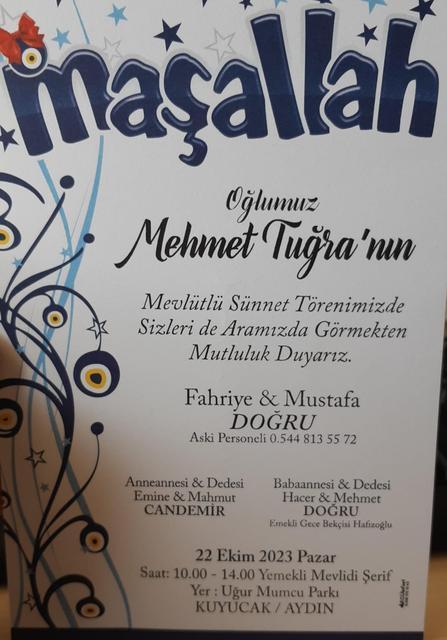 maşallah
Oğlumuz
Mehmet Tuğra'nın
Mevlütlü Sünnet Törenimizde
Sizleri de Aramızda Görmekten
Mutluluk Duyarız.
Fahriye & Mustafa
DOĞRU
Aski Personeli 0.544 813 55 72
Anneannesi & Dedesi
Emine & Mahmut
CANDEMİR
Babaannesi & Dedesi
Hacer & Mehmet
DOĞRU
Emekli Gece Bekçisi Hafızoğlu
22 Ekim 2023 Pazar
Saat: 10.00 - 14.00 Yemekli Mevlidi Şerif
Yer : Uğur Mumcu Parkı
KUYUCAK / AYDIN